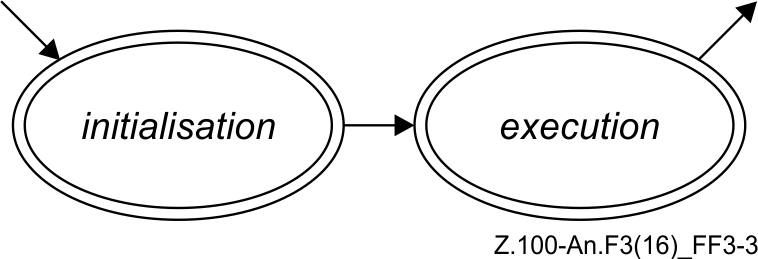 initialisation
execution
Z.100-An.F3(16)_FF3-3